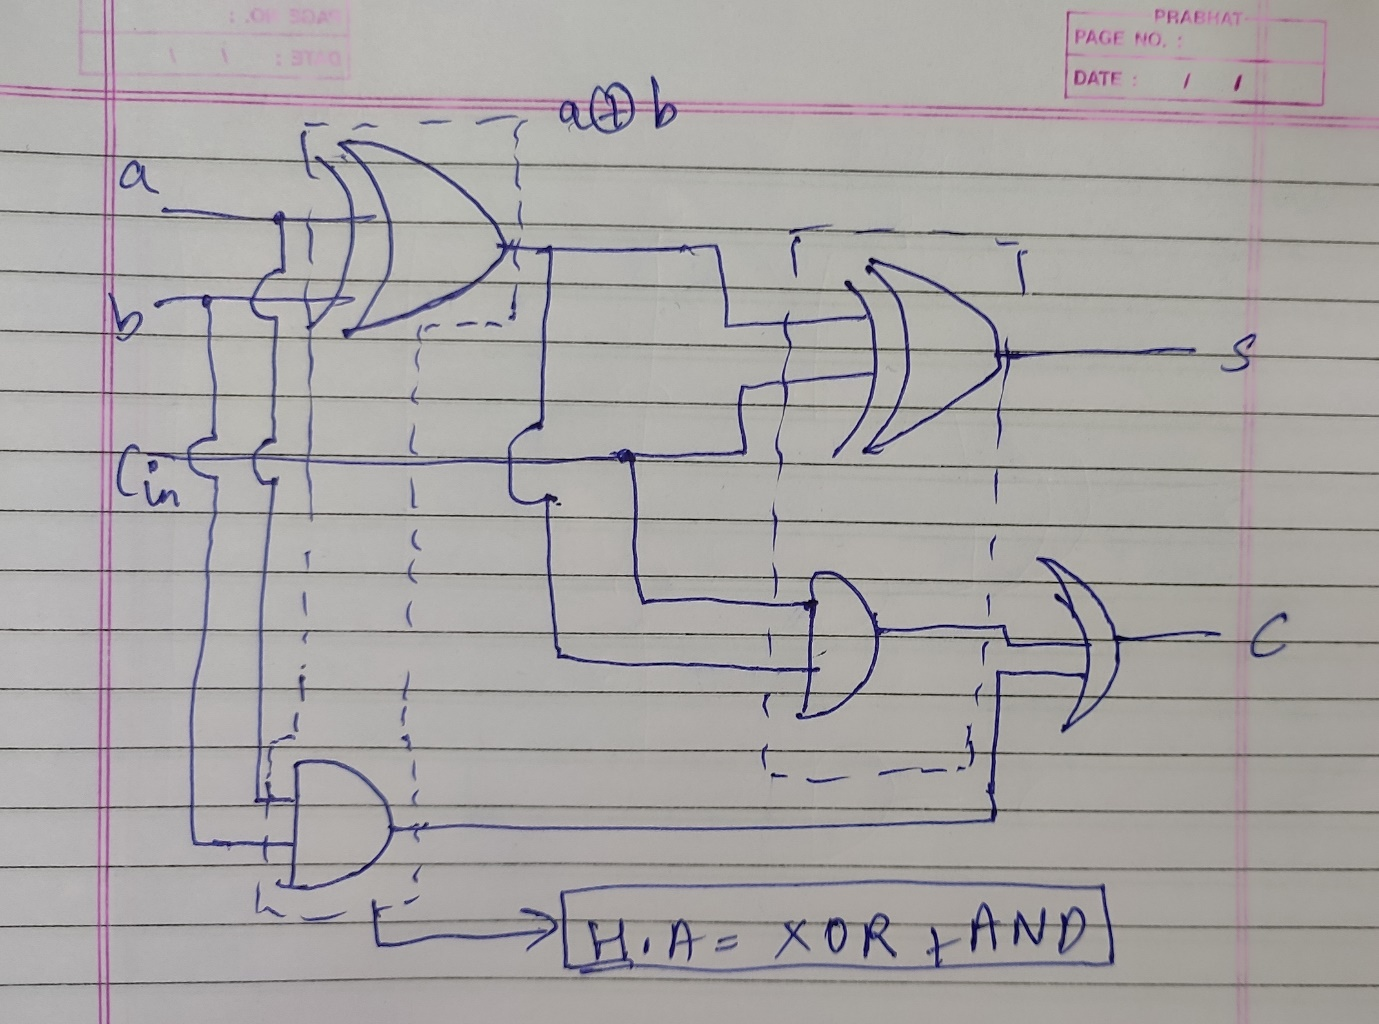 PRABHAT
PAGE NO. :
DATE : / /
a⊕b
a
b
Cin
S
C
H.A = XOR + AND